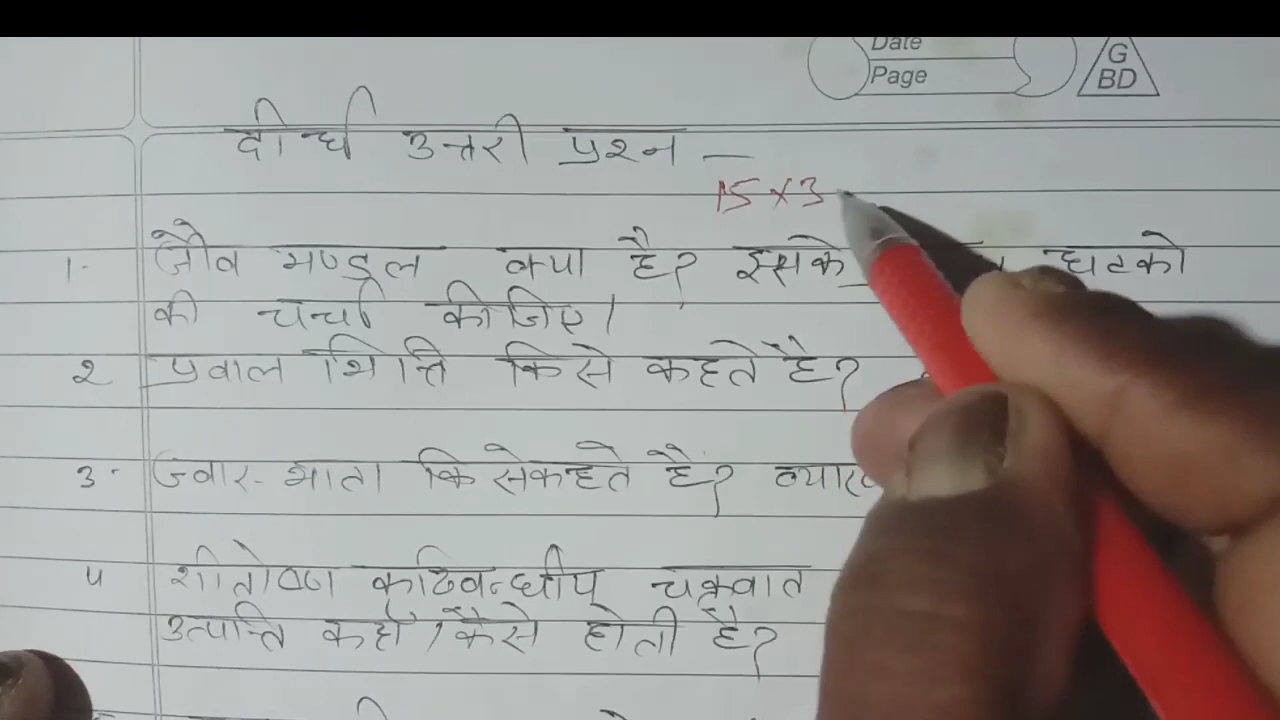 Date
Page
G
BD
दीर्घ उत्तरी प्रश्न —
15×3
1. जैव मण्डल क्या है? इसके घटको
की चर्चा कीजिए।
2 प्रवाल भित्ति किसे कहते है?
3. ज्वार-भाता किसेकहते है?
4 शीतोष्ण कटिबन्धीय चक्रवात
उत्पत्ति कहाँ/कैसे होती है?